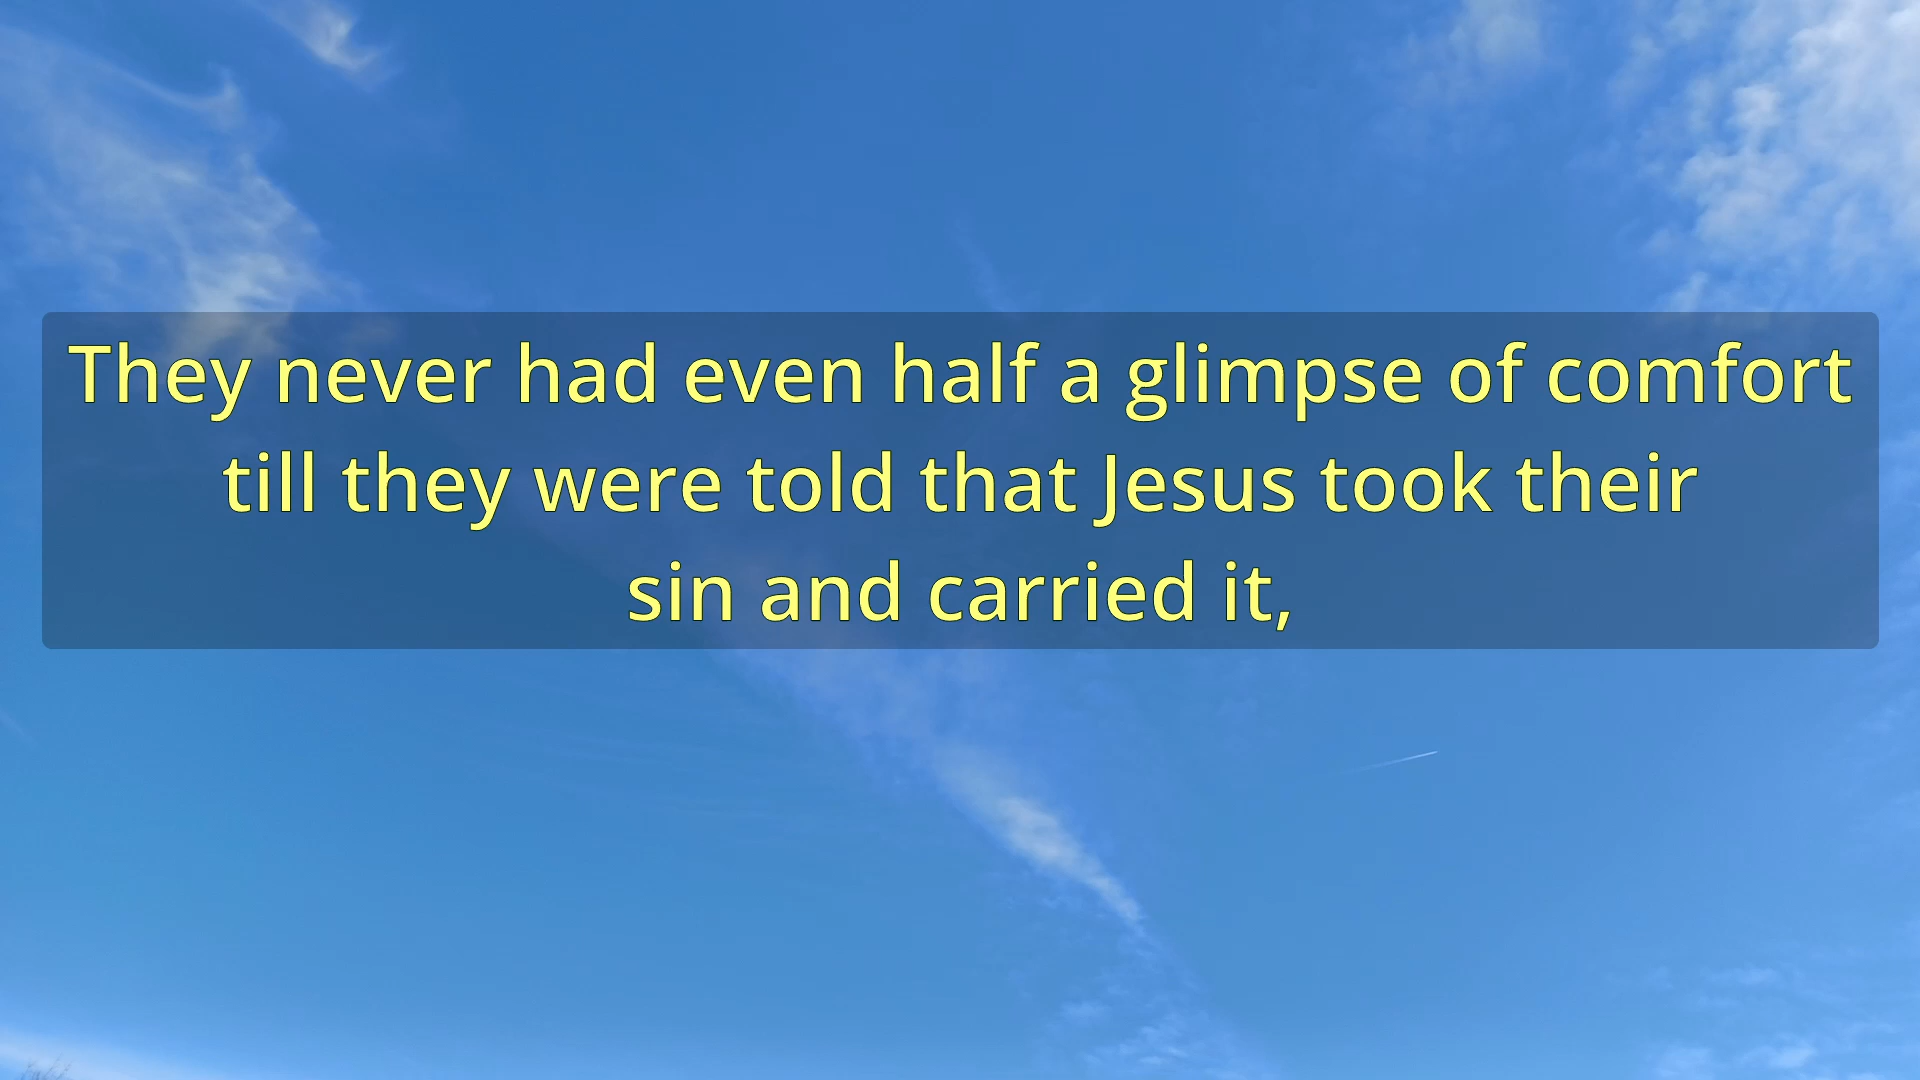 They never had even half a glimpse of comfort
till they were told that Jesus took their
sin and carried it,